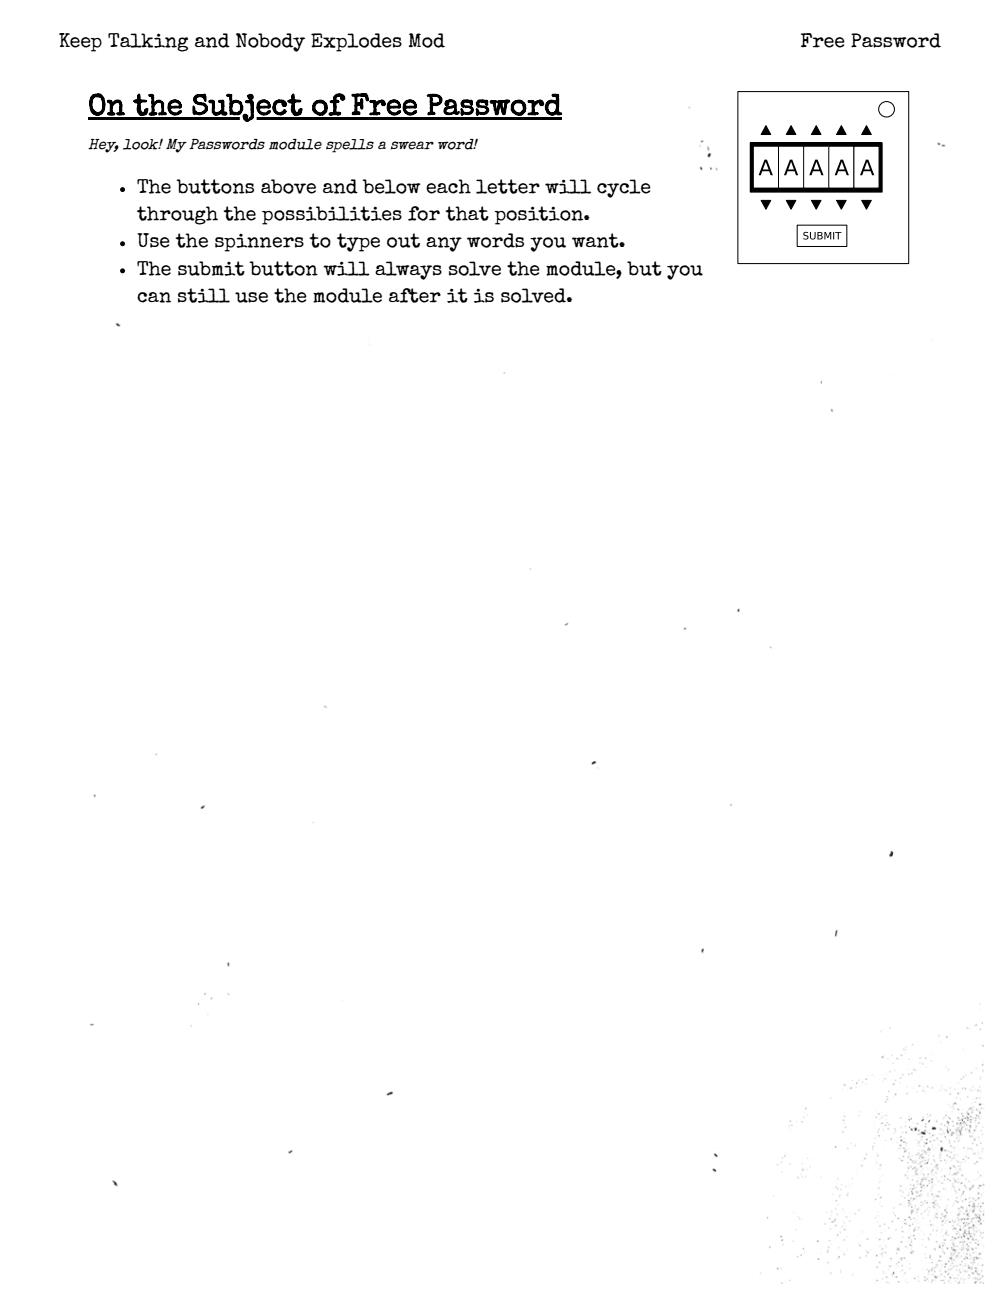 Keep Talking and Nobody Explodes Mod
Free Password
On the Subject of Free Password
Hey, look! My Passwords module spells a swear word!
• The buttons above and below each letter will cycle
through the possibilities for that position.
• Use the spinners to type out any words you want.
• The submit button will always solve the module, but you
can still use the module after it is solved.
A A A A A
SUBMIT